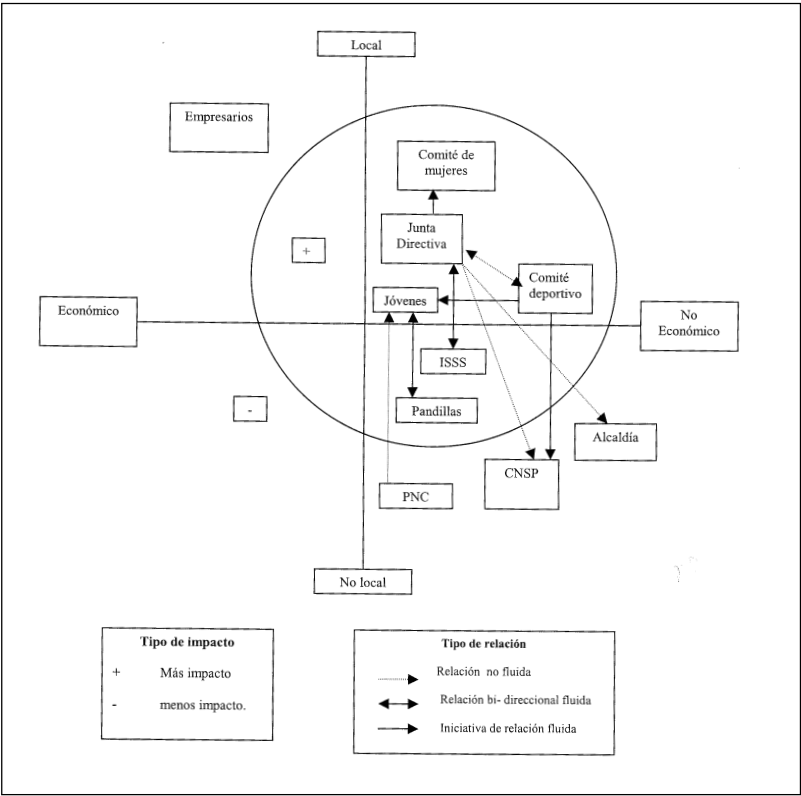 Local
Empresarios
Comité de
mujeres
Junta
Directiva
+
Comité
deportivo
Jóvenes
Económico
No
Económico
ISSS
-
Pandillas
Alcaldía
CNSP
PNC
No local
Tipo de impacto
+ Más impacto
- menos impacto.
Tipo de relación
Relación no fluida
Relación bi- direccional fluida
Iniciativa de relación fluida